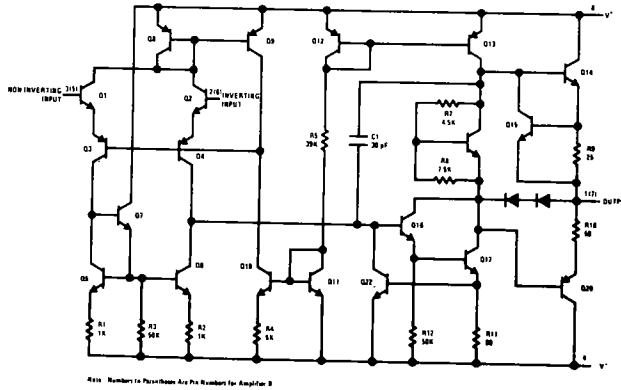 8
V⁺
Q8
Q9
Q12
Q13
Q14
NON INVERTING
INPUT
3(5)
Q1
Q2
2(6)
INVERTING
INPUT
Q15
R7
4.5K
R5
39K
C1
30 pF
R9
25
Q3
Q4
R8
7.5K
1(7)
OUTP
Q7
Q16
R10
50
Q5
Q6
Q10
Q11
Q22
Q17
Q20
R1
1K
R3
50K
R2
1K
R4
5K
R12
50K
R11
80
4
V⁻
Note Numbers in Parentheses Are Pin Numbers for Amplifier B